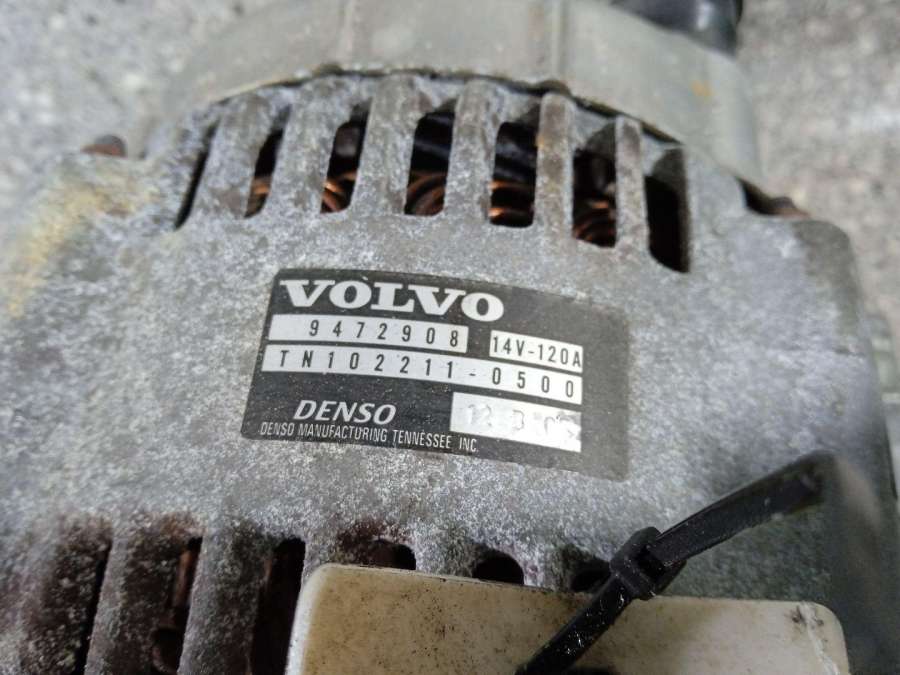 VOLVO
9472908 14V-120A
TN102211-0500
DENSO
DENSO MANUFACTURING TENNESSEE, INC.